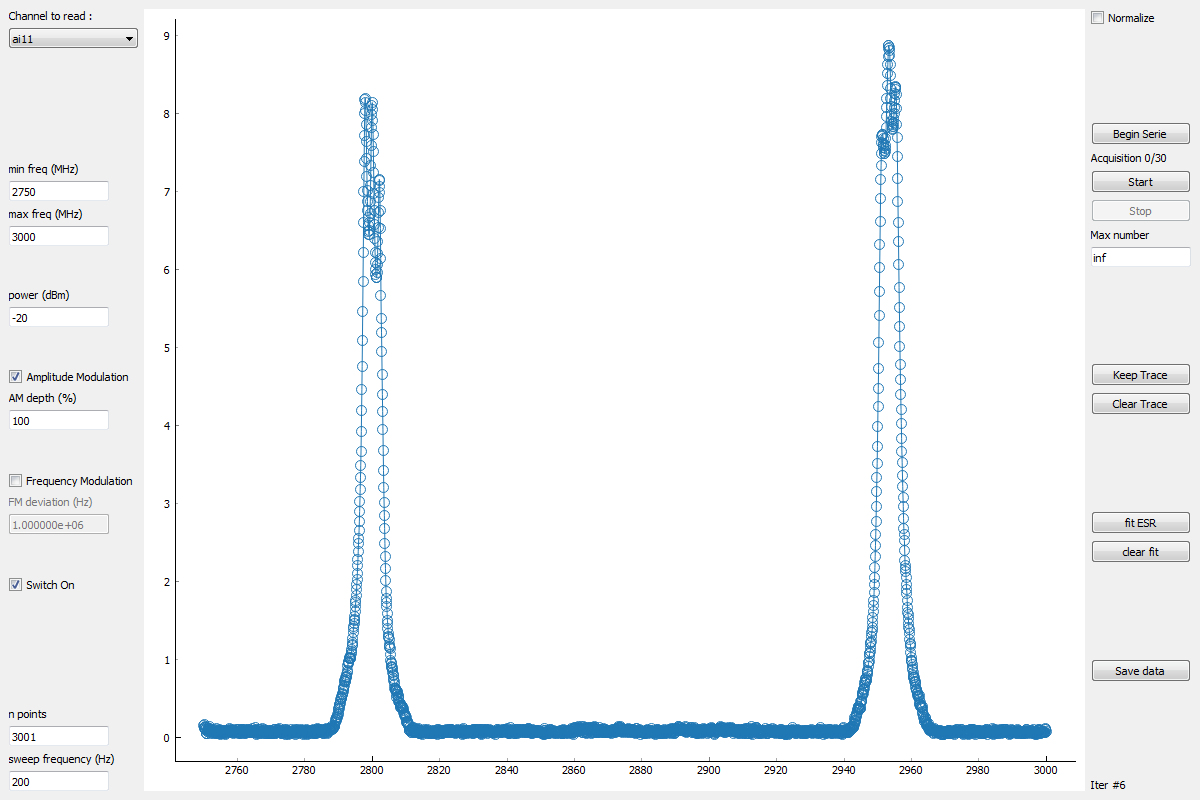 Channel to read :
ai11
min freq (MHz)
2750
max freq (MHz)
3000
power (dBm)
-20
Amplitude Modulation
AM depth (%)
100
Frequency Modulation
FM deviation (Hz)
1.000000e+06
Switch On
n points
3001
sweep frequency (Hz)
200
9
8
7
6
5
4
3
2
1
0
2760 2780 2800 2820 2840 2860 2880 2900 2920 2940 2960 2980 3000
Normalize
Begin Serie
Acquisition 0/30
Start
Stop
Max number
inf
Keep Trace
Clear Trace
fit ESR
clear fit
Save data
Iter #6